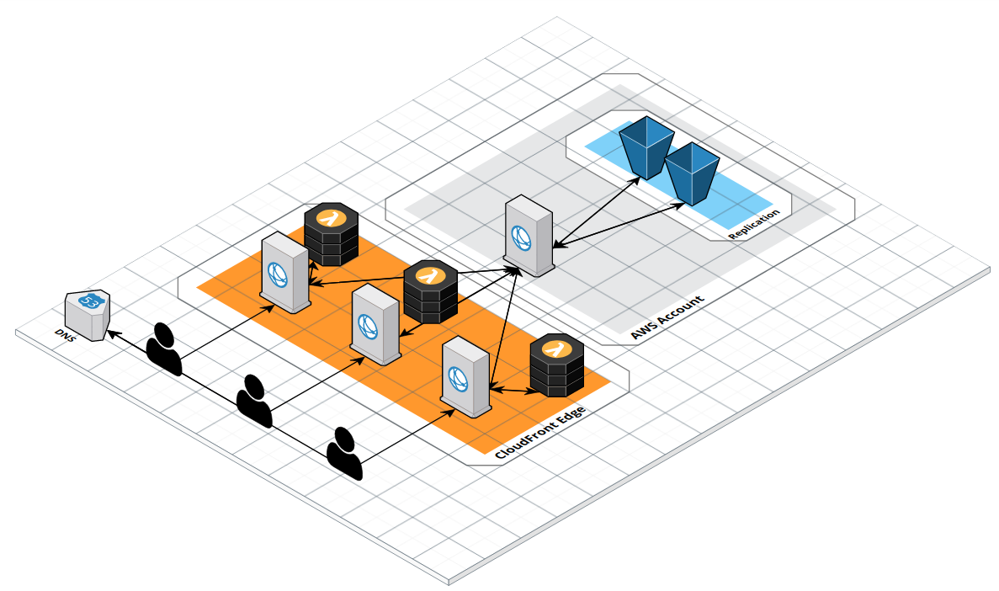 Replication
AWS Account
53
DNS
CloudFront Edge